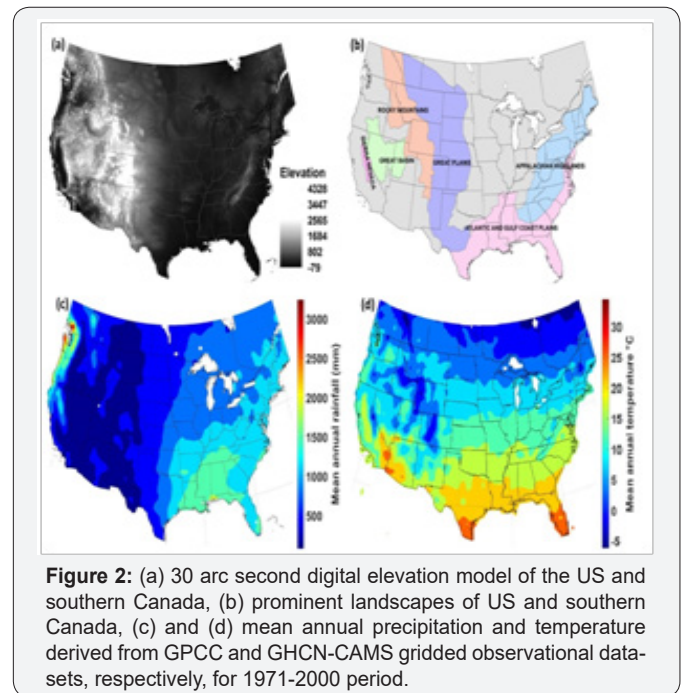 (a)
Elevation
4328
3447
2565
1684
802
-79
(b)
ROCKY MOUNTAINS
GREAT BASIN
GREAT PLAINS
APPALACHIAN HIGHLANDS
ATLANTIC AND GULF COAST PLAINS
(c)
3000
2500
2000
1500
1000
500
Mean annual rainfall (mm)
(d)
30
25
20
15
10
5
0
-5
Mean annual temperature °C
Figure 2: (a) 30 arc second digital elevation model of the US and
southern Canada, (b) prominent landscapes of US and southern
Canada, (c) and (d) mean annual precipitation and temperature
derived from GPCC and GHCN-CAMS gridded observational data-
sets, respectively, for 1971-2000 period.